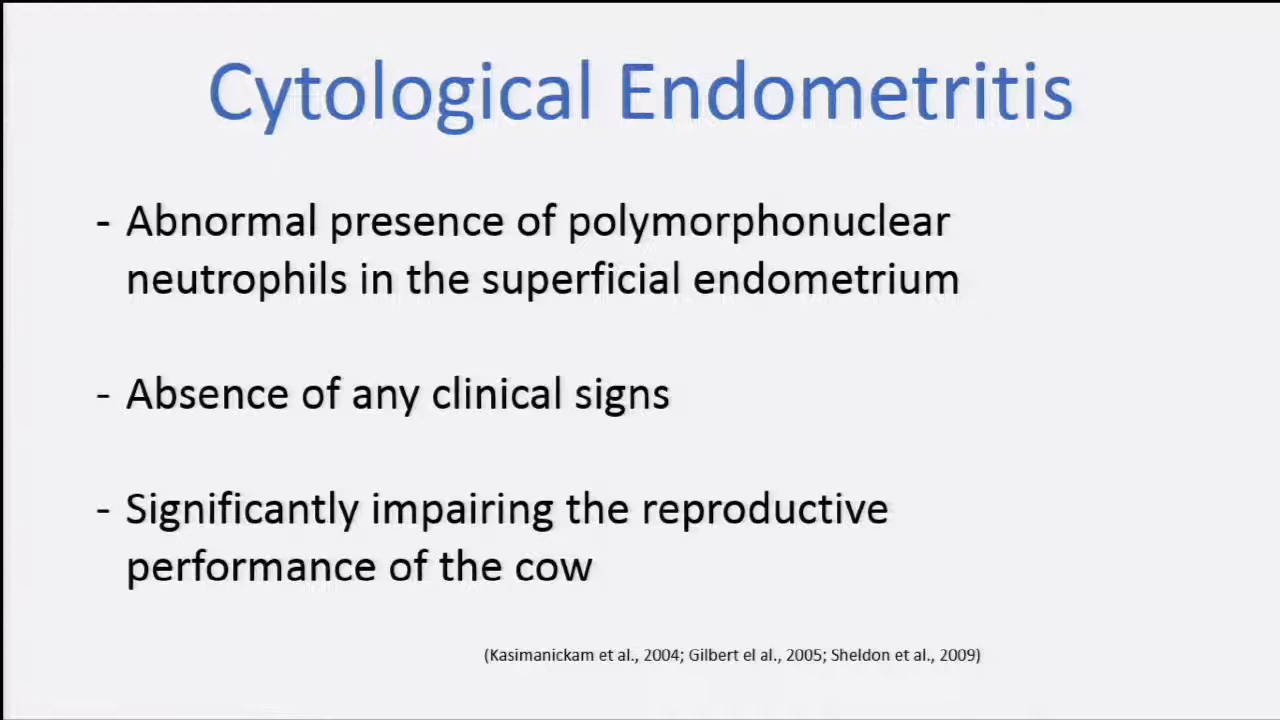 Cytological Endometritis
- Abnormal presence of polymorphonuclear
neutrophils in the superficial endometrium
- Absence of any clinical signs
- Significantly impairing the reproductive
performance of the cow
(Kasimanickam et al., 2004; Gilbert el al., 2005; Sheldon et al., 2009)